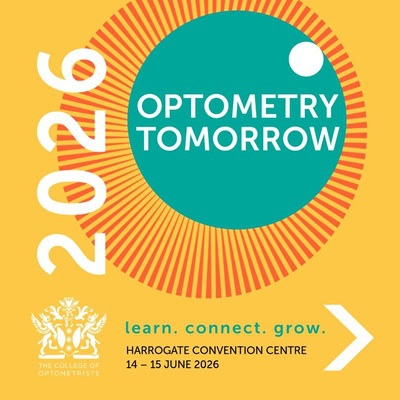 2026
OPTOMETRY
TOMORROW
learn. connect. grow.
HARROGATE CONVENTION CENTRE
14 – 15 JUNE 2026
THE COLLEGE OF
OPTOMETRISTS